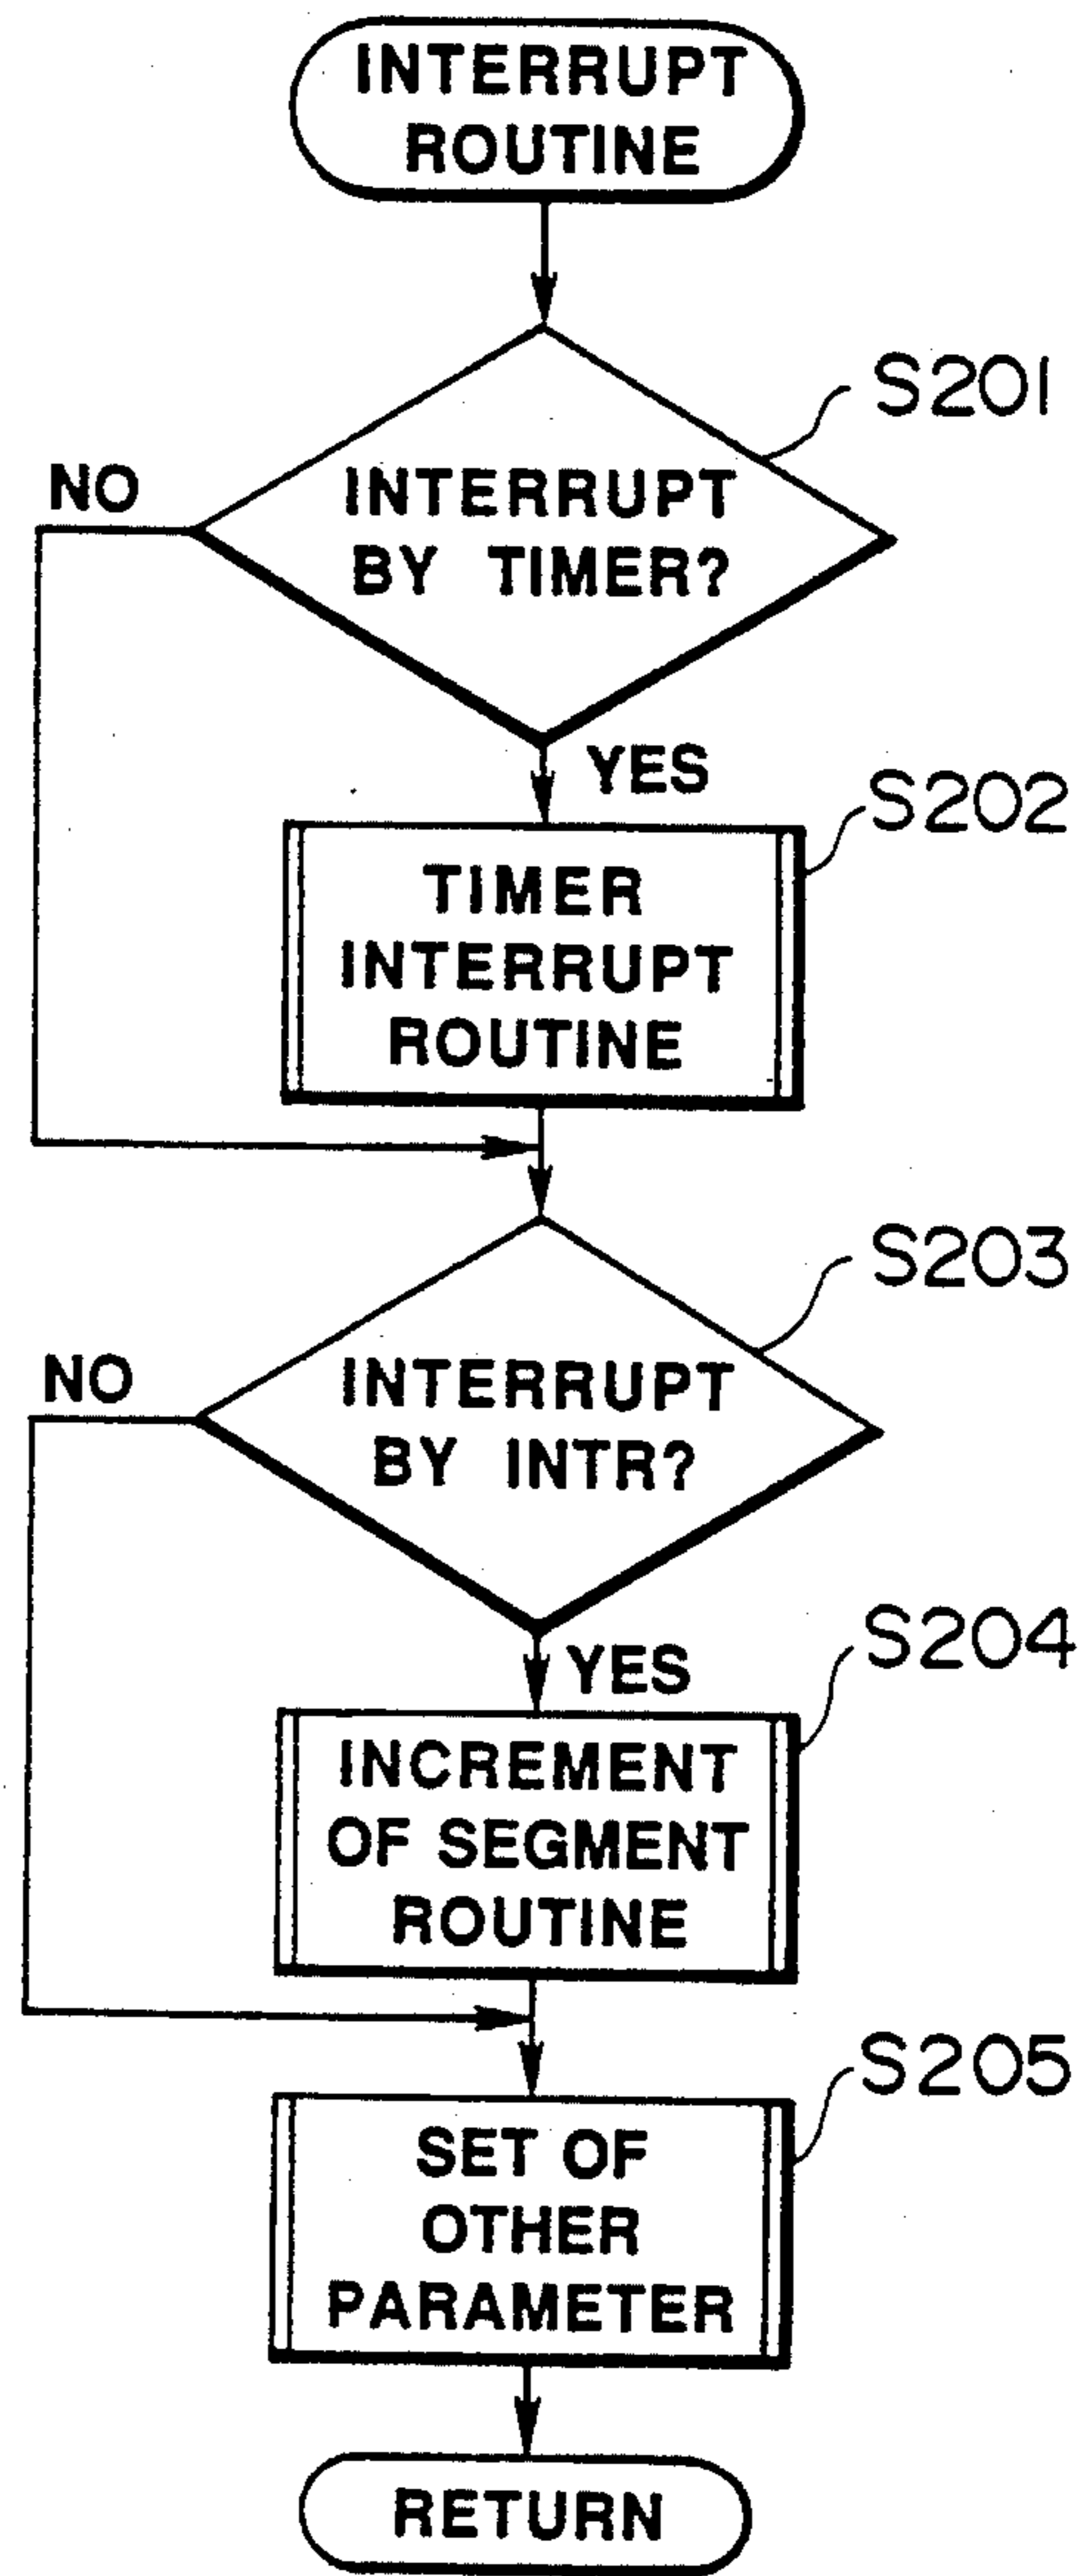 INTERRUPT
ROUTINE
S201
NO
INTERRUPT
BY TIMER?
YES
S202
TIMER
INTERRUPT
ROUTINE
S203
NO
INTERRUPT
BY INTR?
YES
S204
INCREMENT
OF SEGMENT
ROUTINE
S205
SET OF
OTHER
PARAMETER
RETURN